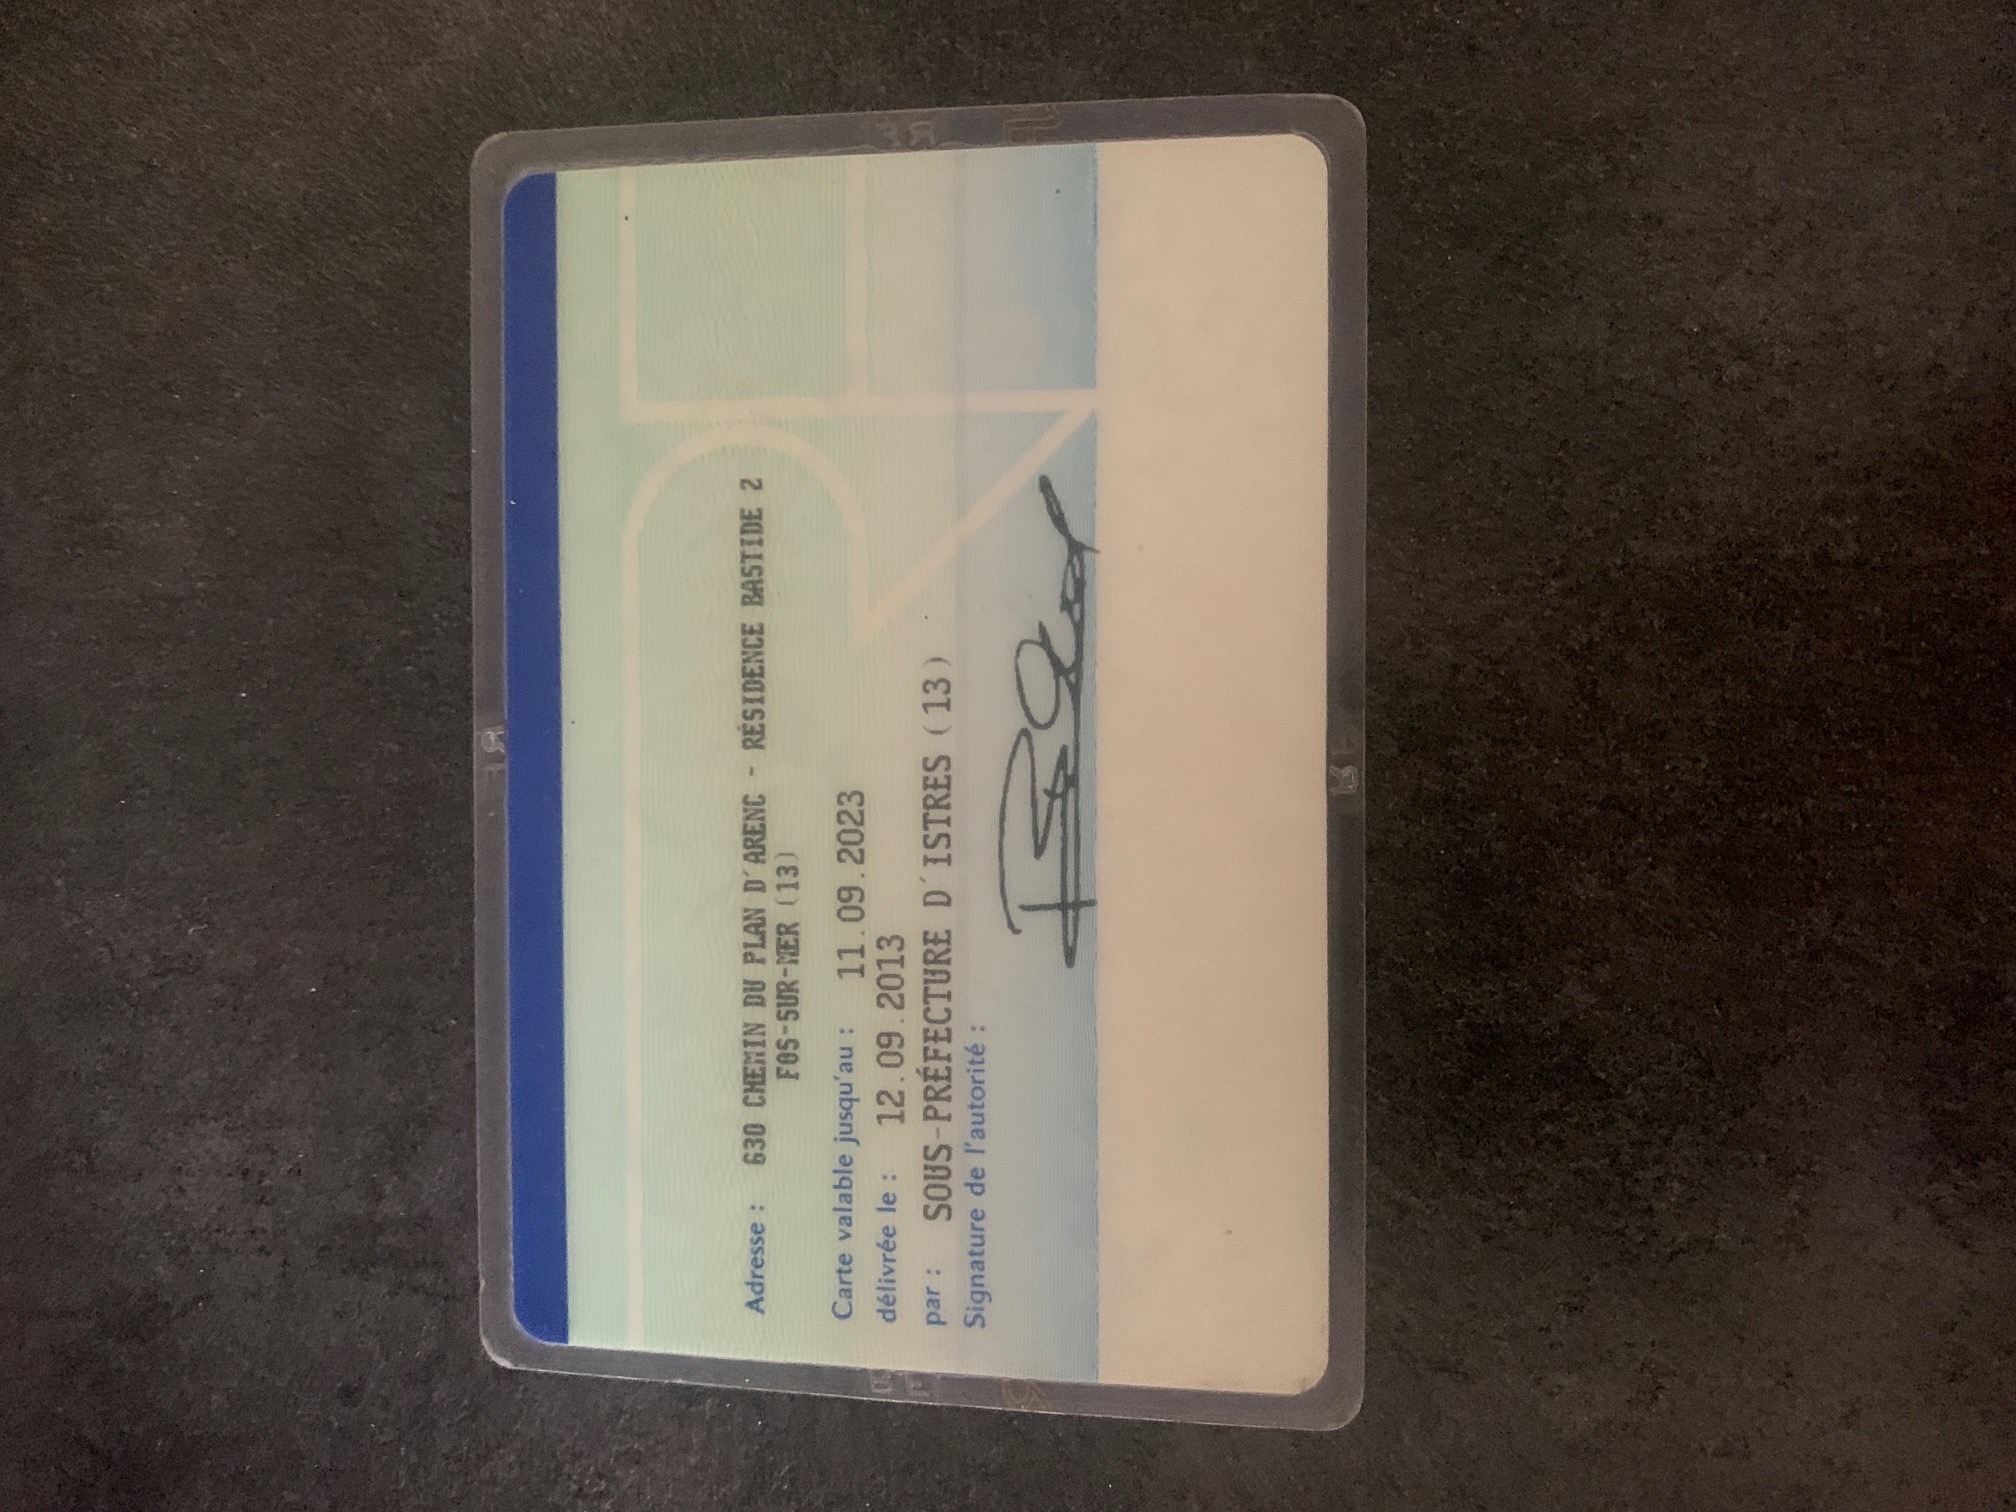 Adresse : 630 CHEMIN DU PLAN D'ARENC - RÉSIDENCE BASTIDE 2
FOS-SUR-MER (13)
Carte valable jusqu'au : 11.09.2023
délivrée le : 12.09.2013
par : SOUS-PRÉFECTURE D'ISTRES (13)
Signature de l'autorité :